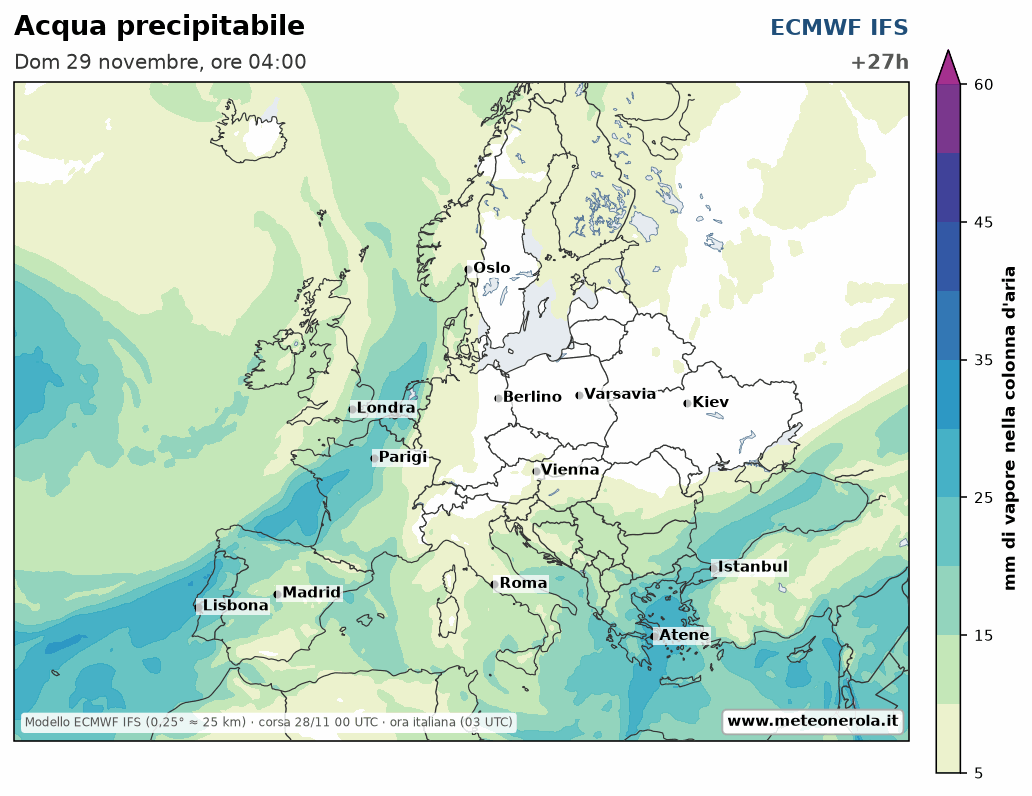 Acqua precipitabile
ECMWF IFS
Dom 29 novembre, ore 04:00
+27h
60
45
35
25
15
5
mm di vapore nella colonna d'aria
Oslo
Londra
Berlino
Varsavia
Kiev
Parigi
Vienna
Istanbul
Roma
Madrid
Lisbona
Atene
Modello ECMWF IFS (0,25° ≈ 25 km) · corsa 28/11 00 UTC · ora italiana (03 UTC)
www.meteonerola.it